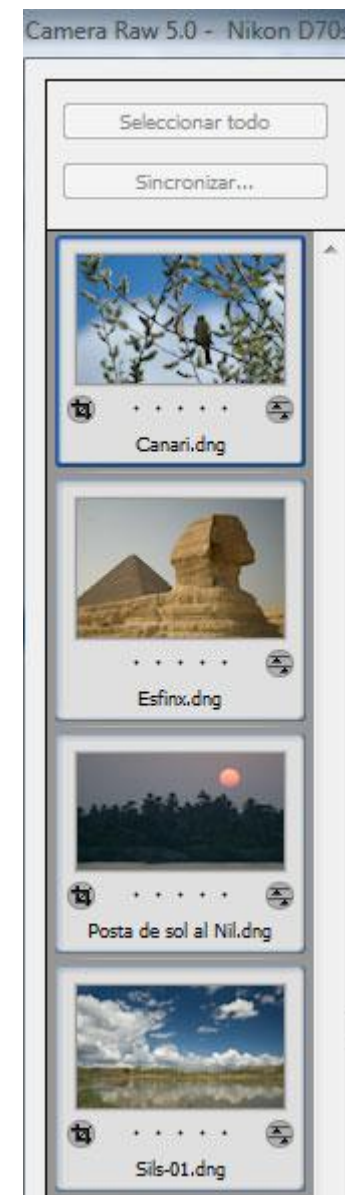 Camera Raw 5.0 - Nikon D70s
Seleccionar todo
Sincronizar...
Canari.dng
Esfinx.dng
Posta de sol al Nil.dng
Sils-01.dng